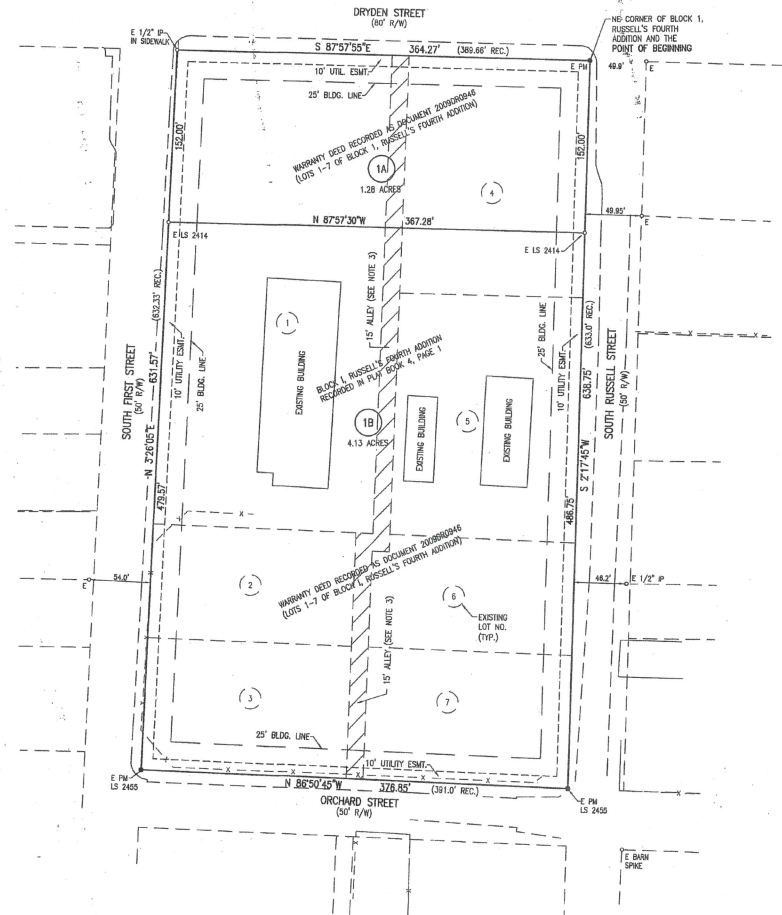 DRYDEN STREET
(80' R/W)
E 1/2" IP
IN SIDEWALK
NE CORNER OF BLOCK 1,
RUSSELL'S FOURTH
ADDITION AND THE
POINT OF BEGINNING
S 87°57'55"E 364.27' (389.66' REC.)
10' UTIL. ESMT.
E PM
49.9'
E
25' BLDG. LINE
152.00'
152.00'
WARRANTY DEED RECORDED AS DOCUMENT 2009DR0946
(LOTS 1-7 OF BLOCK 1, RUSSELL'S FOURTH ADDITION)
1A
1.28 ACRES
4
N 87°57'30"W 367.28'
49.95'
E
E LS 2414
E LS 2414
(632.33' REC.)
15' ALLEY (SEE NOTE 3)
(633.0' REC.)
1
25' BLDG. LINE
10' UTILITY ESMT.
SOUTH FIRST STREET
(50' R/W)
N 3°26'05"E 631.57'
10' UTILITY ESMT.
25' BLDG. LINE
EXISTING BUILDING
BLOCK 1, RUSSELL'S FOURTH ADDITION
RECORDED IN PLAT BOOK 4, PAGE 1
1B
4.13 ACRES
EXISTING BUILDING
5
EXISTING BUILDING
S 2°17'45"W 638.75'
SOUTH RUSSELL STREET
(50' R/W)
479.57'
486.75'
X
WARRANTY DEED RECORDED AS DOCUMENT 2009DR0946
(LOTS 1-7 OF BLOCK 1, RUSSELL'S FOURTH ADDITION)
54.0'
E
2
6
46.2'
E 1/2" IP
EXISTING
LOT NO.
(TYP.)
15' ALLEY (SEE NOTE 3)
3
7
25' BLDG. LINE
10' UTILITY ESMT.
E PM
LS 2455
N 86°50'45"W 376.85' (391.0' REC.)
E PM
LS 2455
ORCHARD STREET
(50' R/W)
E BARN
SPIKE